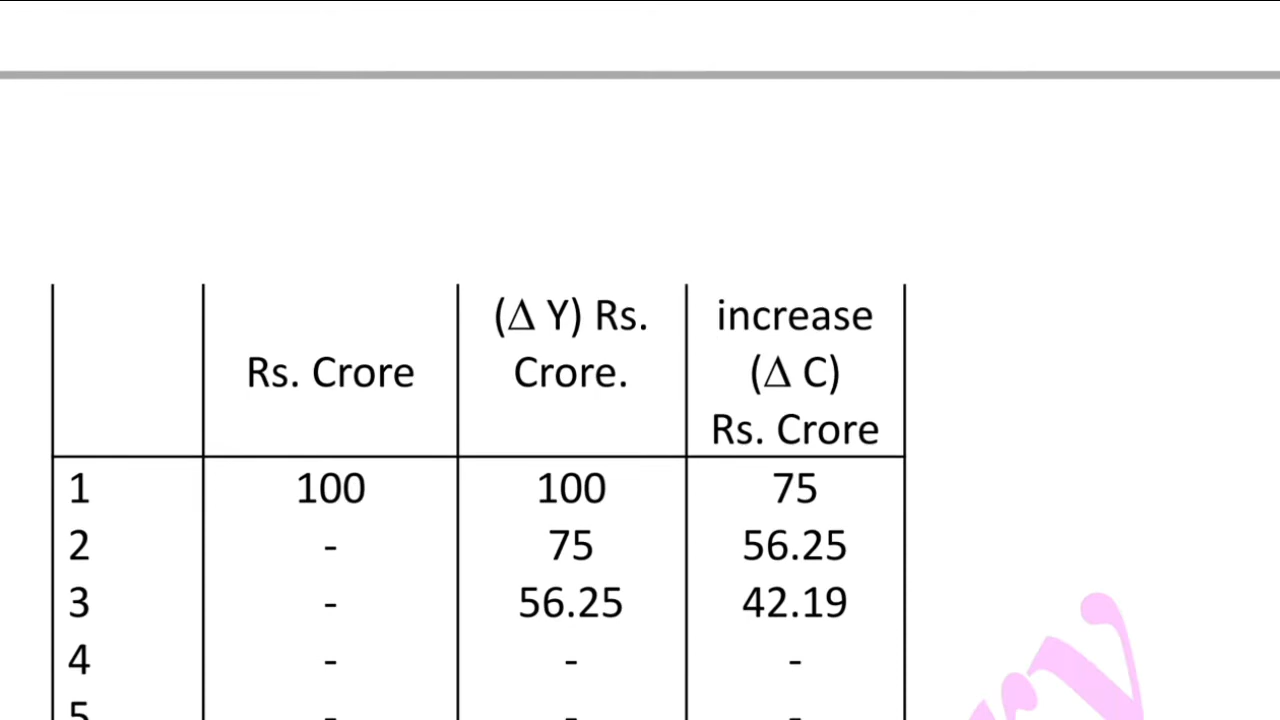 (Δ Y) Rs. increase
Rs. Crore Crore. (Δ C)
Rs. Crore
1 100 100 75
2 - 75 56.25
3 - 56.25 42.19
4 - - -
5 - - -